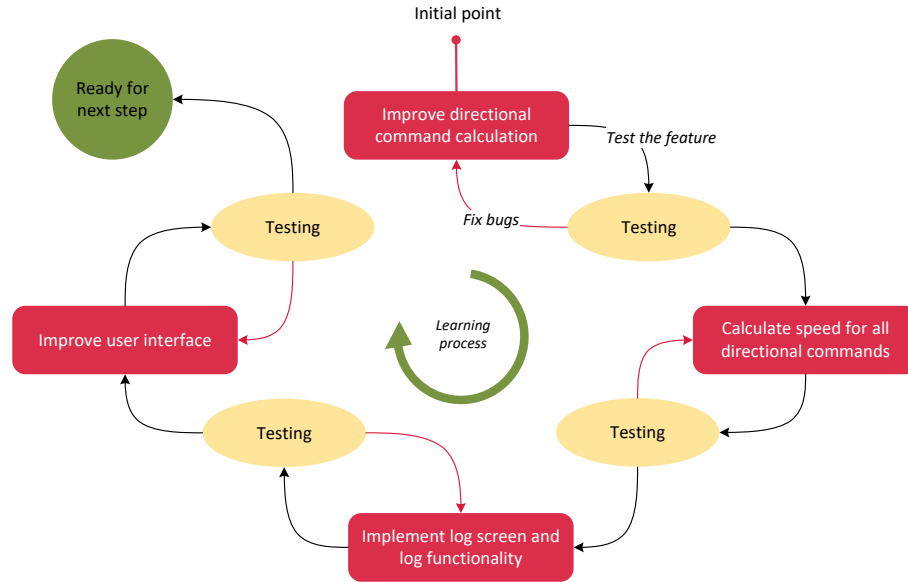 Initial point
Ready for
next step
Improve directional
command calculation
Test the feature
Fix bugs
Testing
Testing
Calculate speed for all
directional commands
Learning
process
Improve user interface
Testing
Testing
Implement log screen and
log functionality